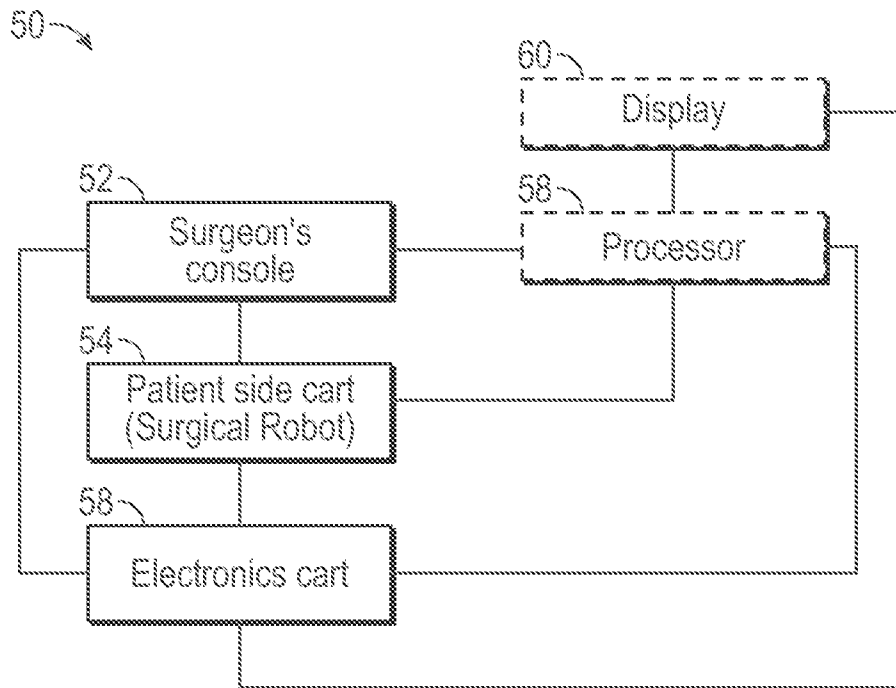 50
60
Display
52
58
Surgeon's
console
Processor
54
Patient side cart
(Surgical Robot)
58
Electronics cart